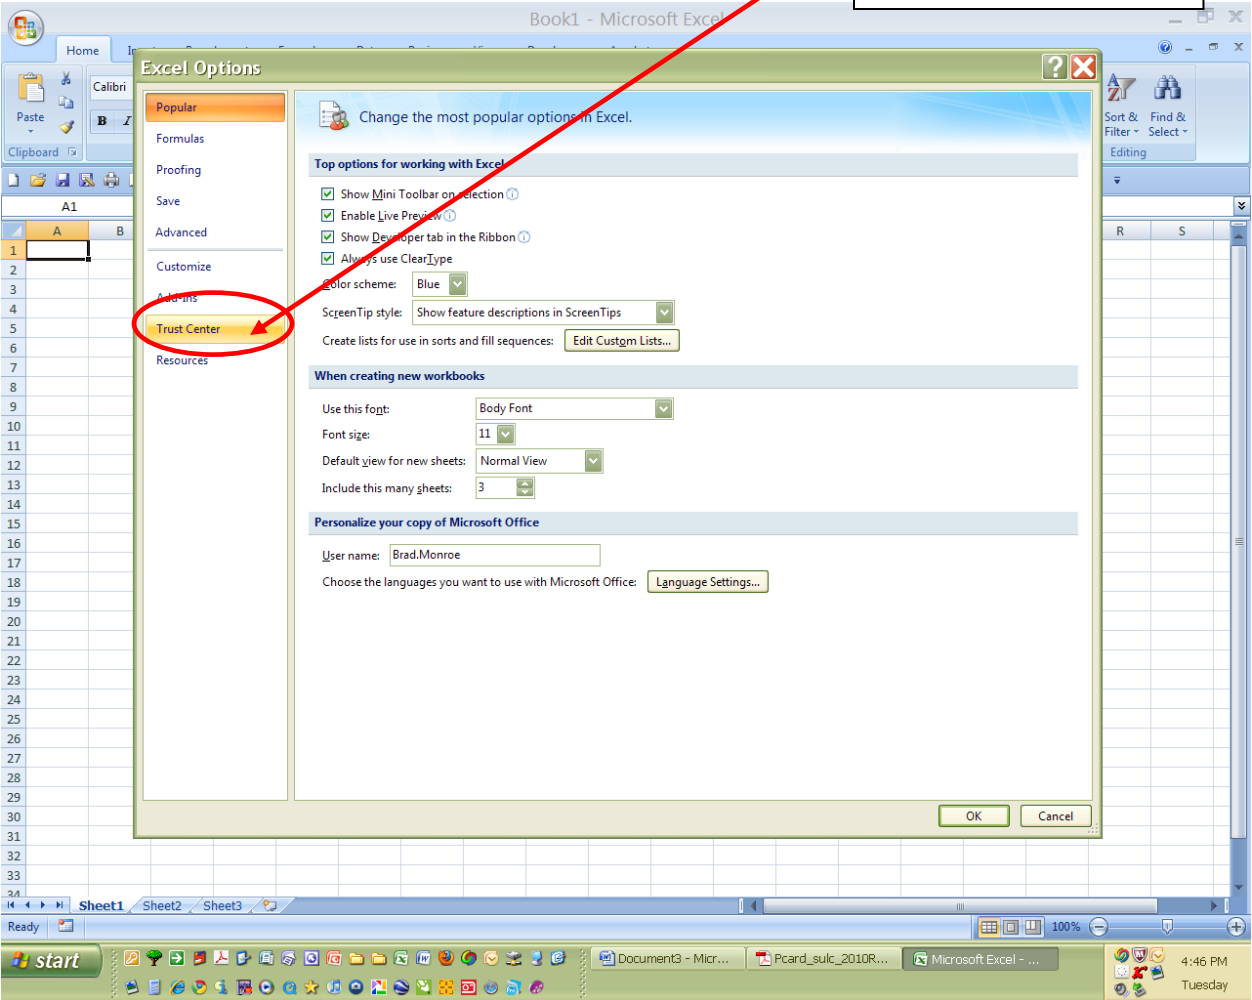 Book1 - Microsoft Excel
Home
Calibri
Paste
B I
Clipboard
Sort & Filter
Find & Select
Editing
A1
A B R S
Excel Options
Popular
Formulas
Proofing
Save
Advanced
Customize
Add-Ins
Trust Center
Resources
Change the most popular options in Excel.
Top options for working with Excel
Show Mini Toolbar on selection
Enable Live Preview
Show Developer tab in the Ribbon
Always use ClearType
Color scheme: Blue
ScreenTip style: Show feature descriptions in ScreenTips
Create lists for use in sorts and fill sequences: Edit Custom Lists...
When creating new workbooks
Use this font: Body Font
Font size: 11
Default view for new sheets: Normal View
Include this many sheets: 3
Personalize your copy of Microsoft Office
User name: Brad.Monroe
Choose the languages you want to use with Microsoft Office: Language Settings...
OK Cancel
1
2
3
4
5
6
7
8
9
10
11
12
13
14
15
16
17
18
19
20
21
22
23
24
25
26
27
28
29
30
31
32
33
34
Sheet1 Sheet2 Sheet3
Ready
100%
start
Document3 - Micr...
Pcard_sulc_2010R...
Microsoft Excel - ...
4:46 PM
Tuesday